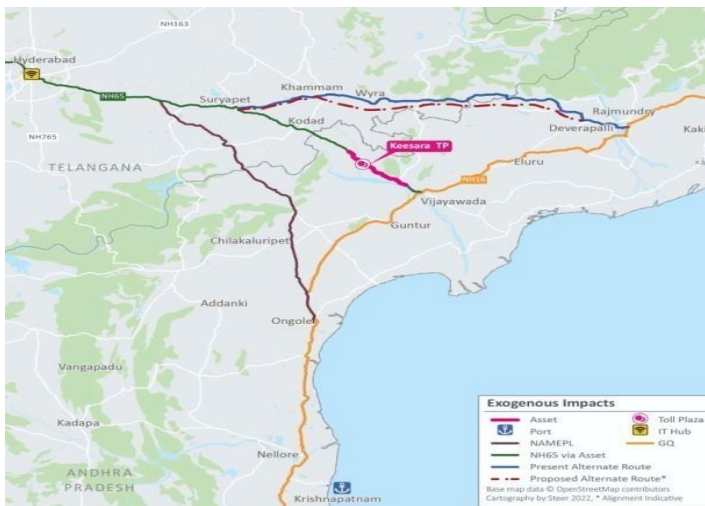 NH163
Hyderabad
NH65
Khammam
Wyra
Suryapet
Rajmundry
Kodad
Deverapalli
Kaki
NH765
Keesara TP
TELANGANA
Eluru
NH16
Vijayawada
Guntur
Chilakaluripet
Addanki
Ongole
Vangapadu
Kadapa
Nellore
ANDHRA
PRADESH
Krishnapatnam
Exogenous Impacts
Asset
Toll Plaza
Port
IT Hub
NAMEPL
GQ
NH65 via Asset
Present Alternate Route
Proposed Alternate Route*
Base map data © OpenStreetMap contributors
Cartography by Steer 2022, * Alignment Indicative